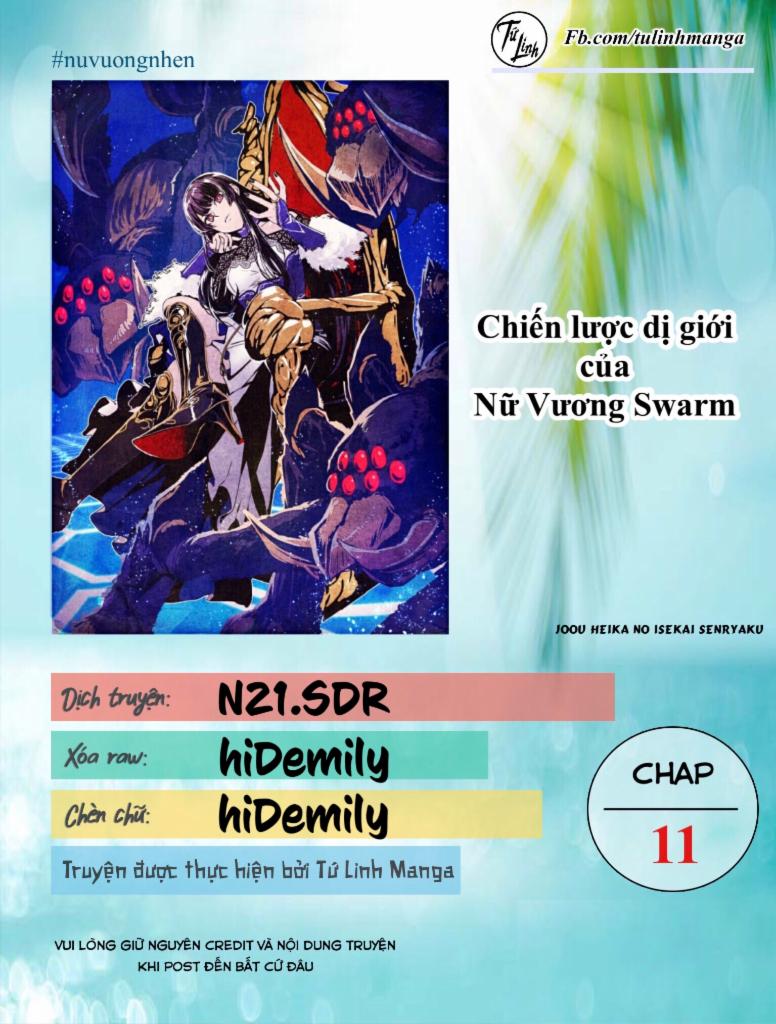 #nuvuongnhen
Tứ Linh
Fb.com/tulinhmanga
Chiến lược dị giới
của
Nữ Vương Swarm
JOOU HEIKA NO ISEKAI SENRYAKU
Dịch truyện: N21.SDR
Xóa raw: hiDemily
Chèn chữ: hiDemily
Truyện được thực hiện bởi Tứ Linh Manga
CHAP
11
VUI LÒNG GIỮ NGUYÊN CREDIT VÀ NỘI DUNG TRUYỆN
KHI POST ĐẾN BẤT CỨ ĐÂU